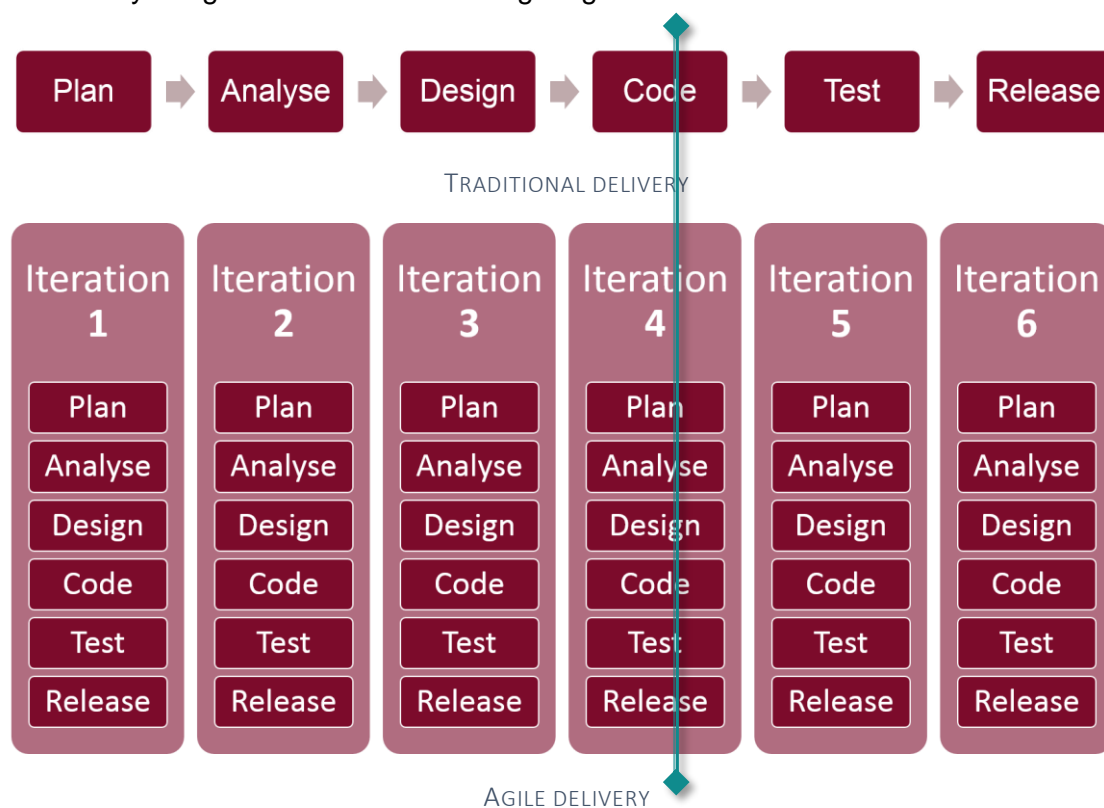 Plan Analyse Design Code Test Release
TRADITIONAL DELIVERY
Iteration Iteration Iteration Iteration Iteration Iteration
1 2 3 4 5 6
Plan Plan Plan Plan Plan Plan
Analyse Analyse Analyse Analyse Analyse Analyse
Design Design Design Design Design Design
Code Code Code Code Code Code
Test Test Test Test Test Test
Release Release Release Release Release Release
AGILE DELIVERY